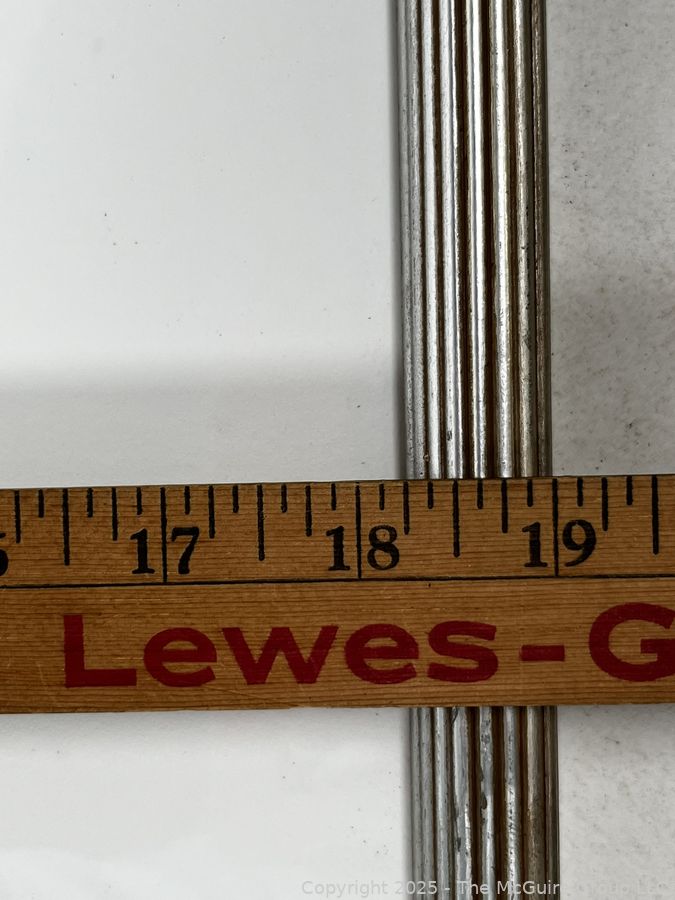 17 18 19
Lewes-G
Copyright 2025 - The McGuire Group LLC